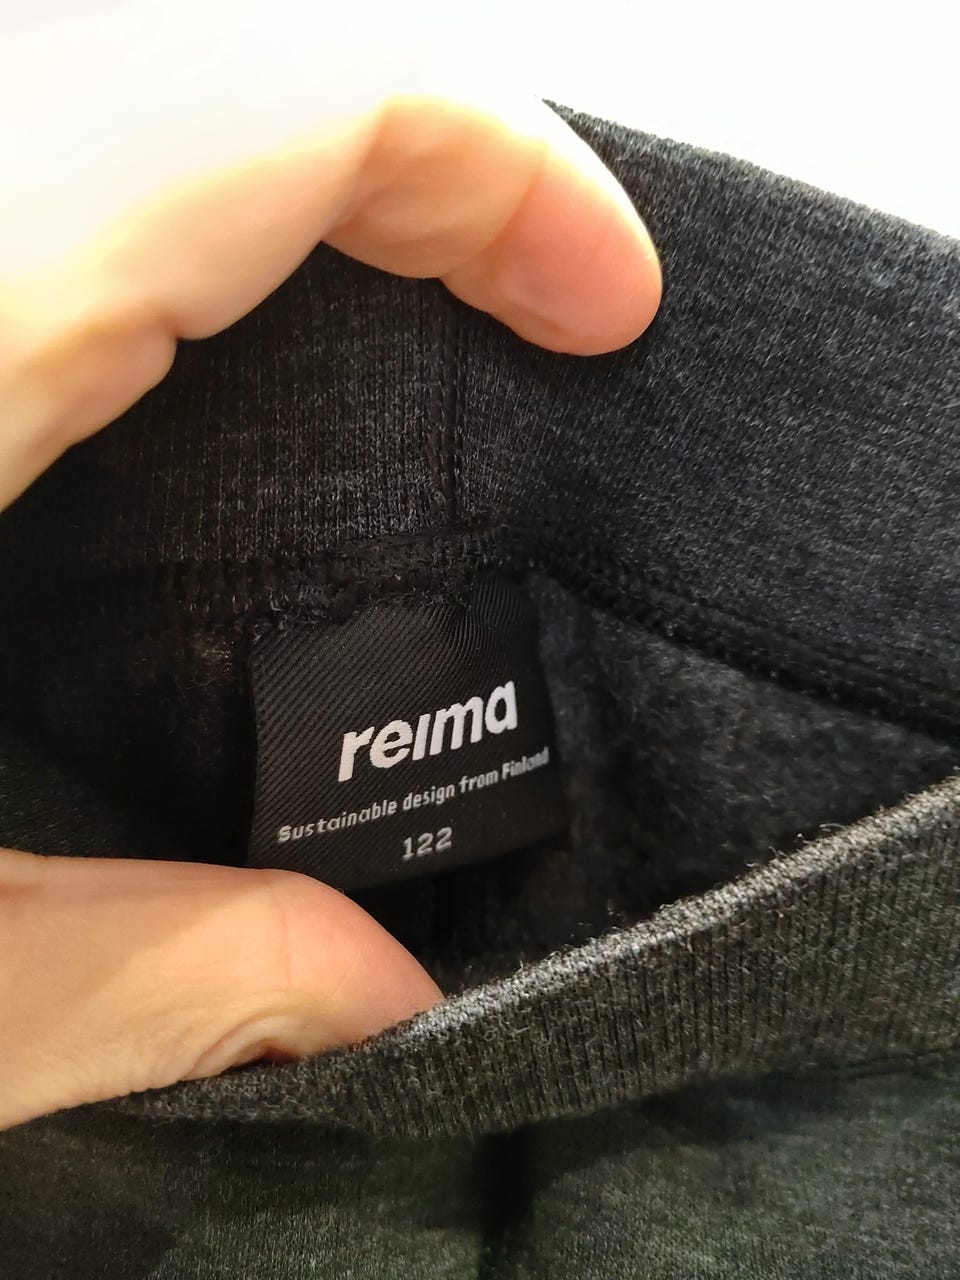 reima
Sustainable design from Finland
122